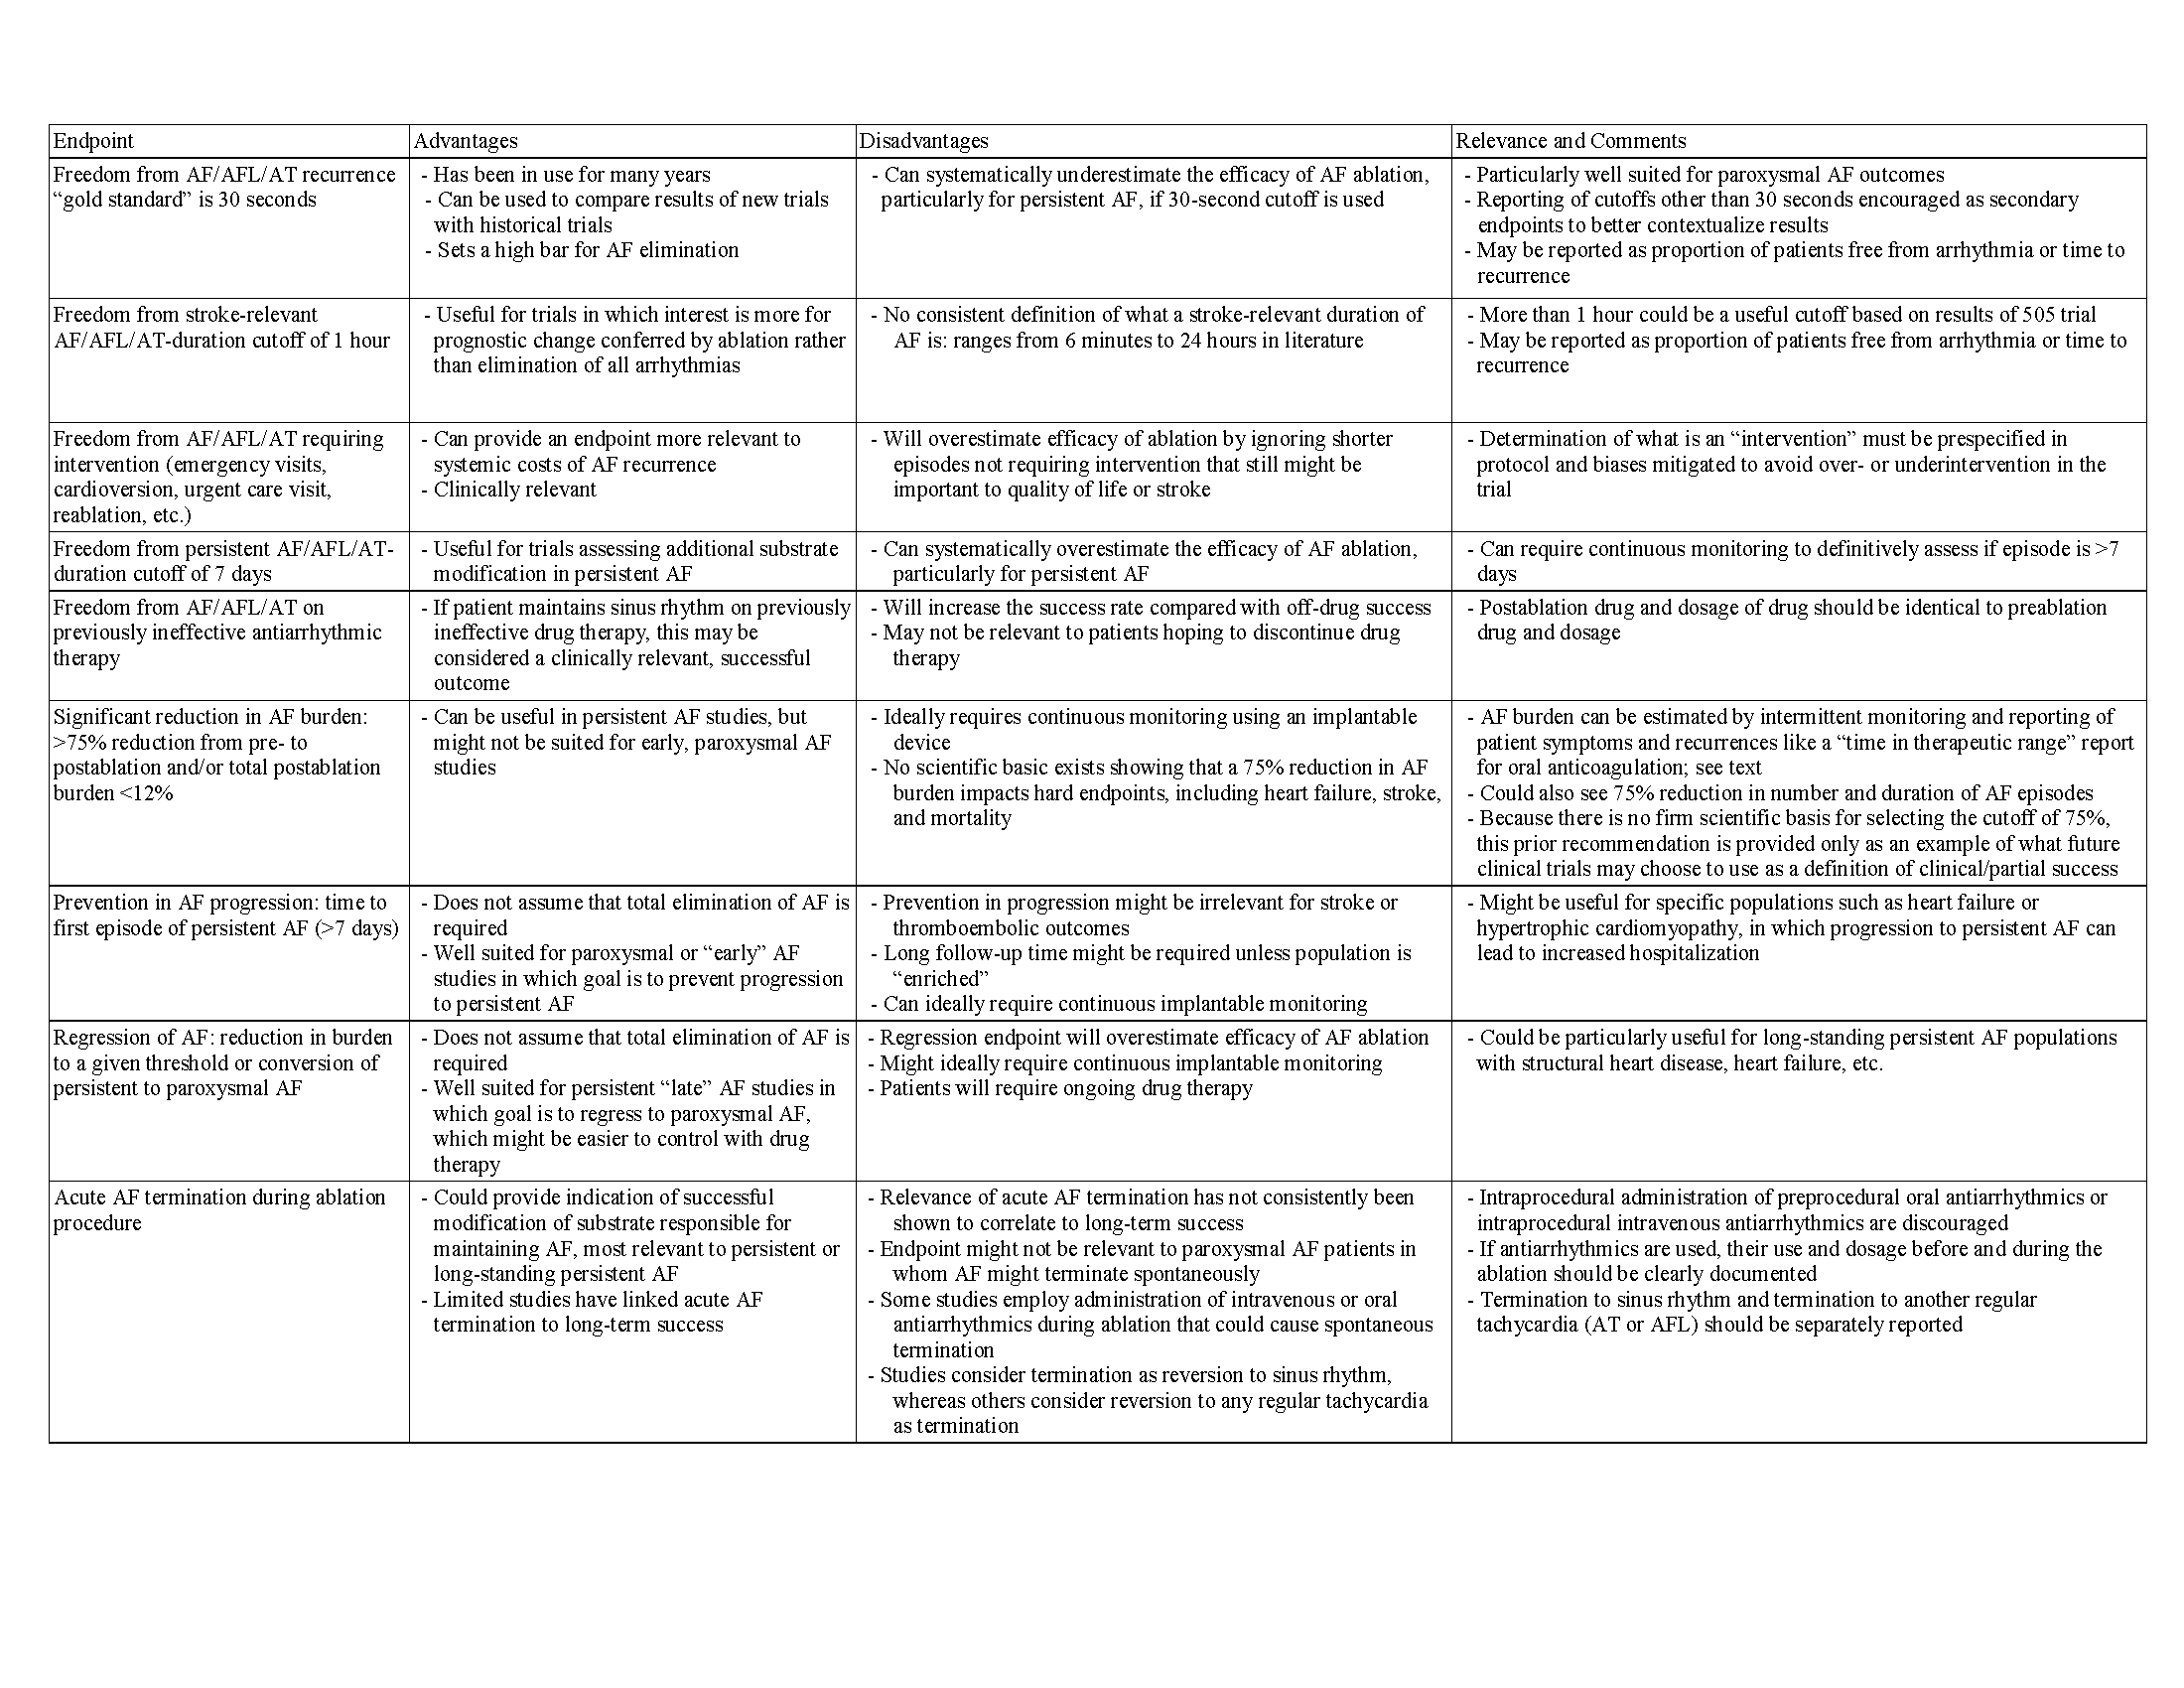 Endpoint
Advantages
Disadvantages
Relevance and Comments
Freedom from AF/AFL/AT recurrence
“gold standard” is 30 seconds
- Has been in use for many years
- Can be used to compare results of new trials
with historical trials
- Sets a high bar for AF elimination
- Can systematically underestimate the efficacy of AF ablation,
particularly for persistent AF, if 30-second cutoff is used
- Particularly well suited for paroxysmal AF outcomes
- Reporting of cutoffs other than 30 seconds encouraged as secondary
endpoints to better contextualize results
- May be reported as proportion of patients free from arrhythmia or time to
recurrence
Freedom from stroke-relevant
AF/AFL/AT-duration cutoff of 1 hour
- Useful for trials in which interest is more for
prognostic change conferred by ablation rather
than elimination of all arrhythmias
- No consistent definition of what a stroke-relevant duration of
AF is: ranges from 6 minutes to 24 hours in literature
- More than 1 hour could be a useful cutoff based on results of 505 trial
- May be reported as proportion of patients free from arrhythmia or time to
recurrence
Freedom from AF/AFL/AT requiring
intervention (emergency visits,
cardioversion, urgent care visit,
reablation, etc.)
- Can provide an endpoint more relevant to
systemic costs of AF recurrence
- Clinically relevant
- Will overestimate efficacy of ablation by ignoring shorter
episodes not requiring intervention that still might be
important to quality of life or stroke
- Determination of what is an “intervention” must be prespecified in
protocol and biases mitigated to avoid over- or underintervention in the
trial
Freedom from persistent AF/AFL/AT-
duration cutoff of 7 days
- Useful for trials assessing additional substrate
modification in persistent AF
- Can systematically overestimate the efficacy of AF ablation,
particularly for persistent AF
- Can require continuous monitoring to definitively assess if episode is >7
days
Freedom from AF/AFL/AT on
previously ineffective antiarrhythmic
therapy
- If patient maintains sinus rhythm on previously
ineffective drug therapy, this may be
considered a clinically relevant, successful
outcome
- Will increase the success rate compared with off-drug success
- May not be relevant to patients hoping to discontinue drug
therapy
- Postablation drug and dosage of drug should be identical to preablation
drug and dosage
Significant reduction in AF burden:
>75% reduction from pre- to
postablation and/or total postablation
burden <12%
- Can be useful in persistent AF studies, but
might not be suited for early, paroxysmal AF
studies
- Ideally requires continuous monitoring using an implantable
device
- No scientific basic exists showing that a 75% reduction in AF
burden impacts hard endpoints, including heart failure, stroke,
and mortality
- AF burden can be estimated by intermittent monitoring and reporting of
patient symptoms and recurrences like a “time in therapeutic range” report
for oral anticoagulation; see text
- Could also see 75% reduction in number and duration of AF episodes
- Because there is no firm scientific basis for selecting the cutoff of 75%,
this prior recommendation is provided only as an example of what future
clinical trials may choose to use as a definition of clinical/partial success
Prevention in AF progression: time to
first episode of persistent AF (>7 days)
- Does not assume that total elimination of AF is
required
- Well suited for paroxysmal or “early” AF
studies in which goal is to prevent progression
to persistent AF
- Prevention in progression might be irrelevant for stroke or
thromboembolic outcomes
- Long follow-up time might be required unless population is
“enriched”
- Can ideally require continuous implantable monitoring
- Might be useful for specific populations such as heart failure or
hypertrophic cardiomyopathy, in which progression to persistent AF can
lead to increased hospitalization
Regression of AF: reduction in burden
to a given threshold or conversion of
persistent to paroxysmal AF
- Does not assume that total elimination of AF is
required
- Well suited for persistent “late” AF studies in
which goal is to regress to paroxysmal AF,
which might be easier to control with drug
therapy
- Regression endpoint will overestimate efficacy of AF ablation
- Might ideally require continuous implantable monitoring
- Patients will require ongoing drug therapy
- Could be particularly useful for long-standing persistent AF populations
with structural heart disease, heart failure, etc.
Acute AF termination during ablation
procedure
- Could provide indication of successful
modification of substrate responsible for
maintaining AF, most relevant to persistent or
long-standing persistent AF
- Limited studies have linked acute AF
termination to long-term success
- Relevance of acute AF termination has not consistently been
shown to correlate to long-term success
- Endpoint might not be relevant to paroxysmal AF patients in
whom AF might terminate spontaneously
- Some studies employ administration of intravenous or oral
antiarrhythmics during ablation that could cause spontaneous
termination
- Studies consider termination as reversion to sinus rhythm,
whereas others consider reversion to any regular tachycardia
as termination
- Intraprocedural administration of preprocedural oral antiarrhythmics or
intraprocedural intravenous antiarrhythmics are discouraged
- If antiarrhythmics are used, their use and dosage before and during the
ablation should be clearly documented
- Termination to sinus rhythm and termination to another regular
tachycardia (AT or AFL) should be separately reported